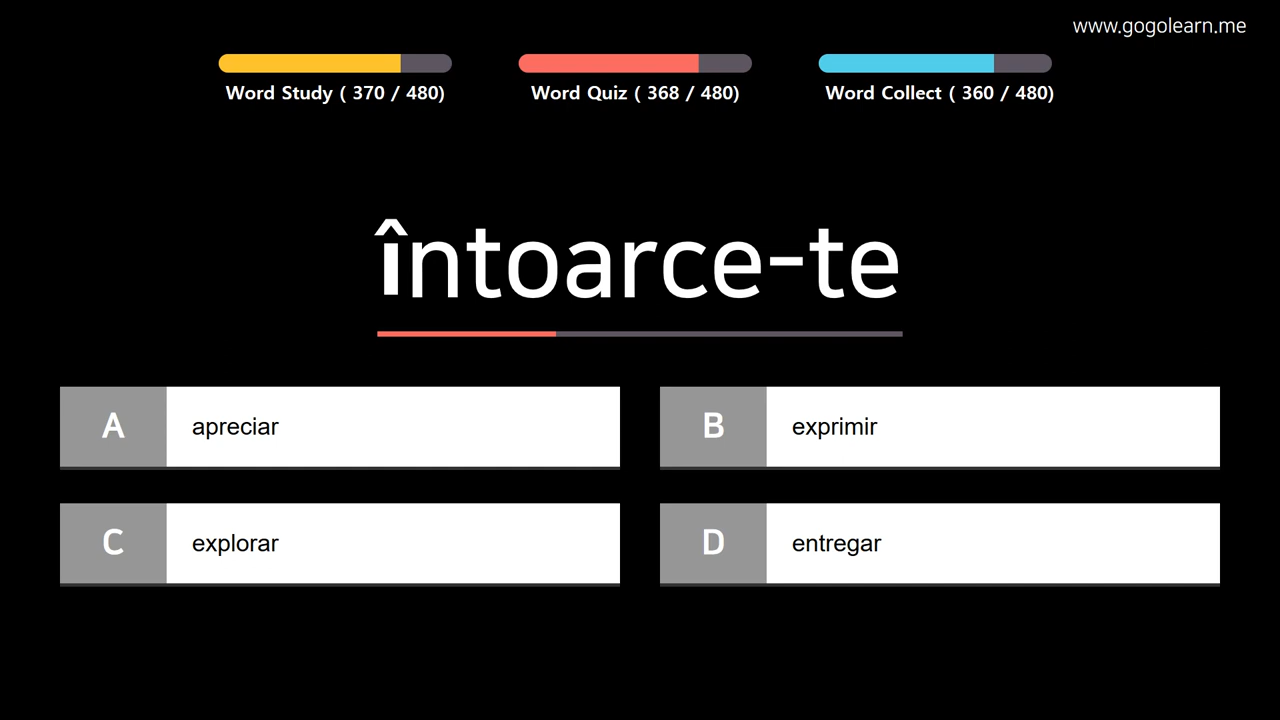 www.gogolearn.me
Word Study ( 370 / 480)
Word Quiz ( 368 / 480)
Word Collect ( 360 / 480)
întoarce-te
A apreciar
B exprimir
C explorar
D entregar